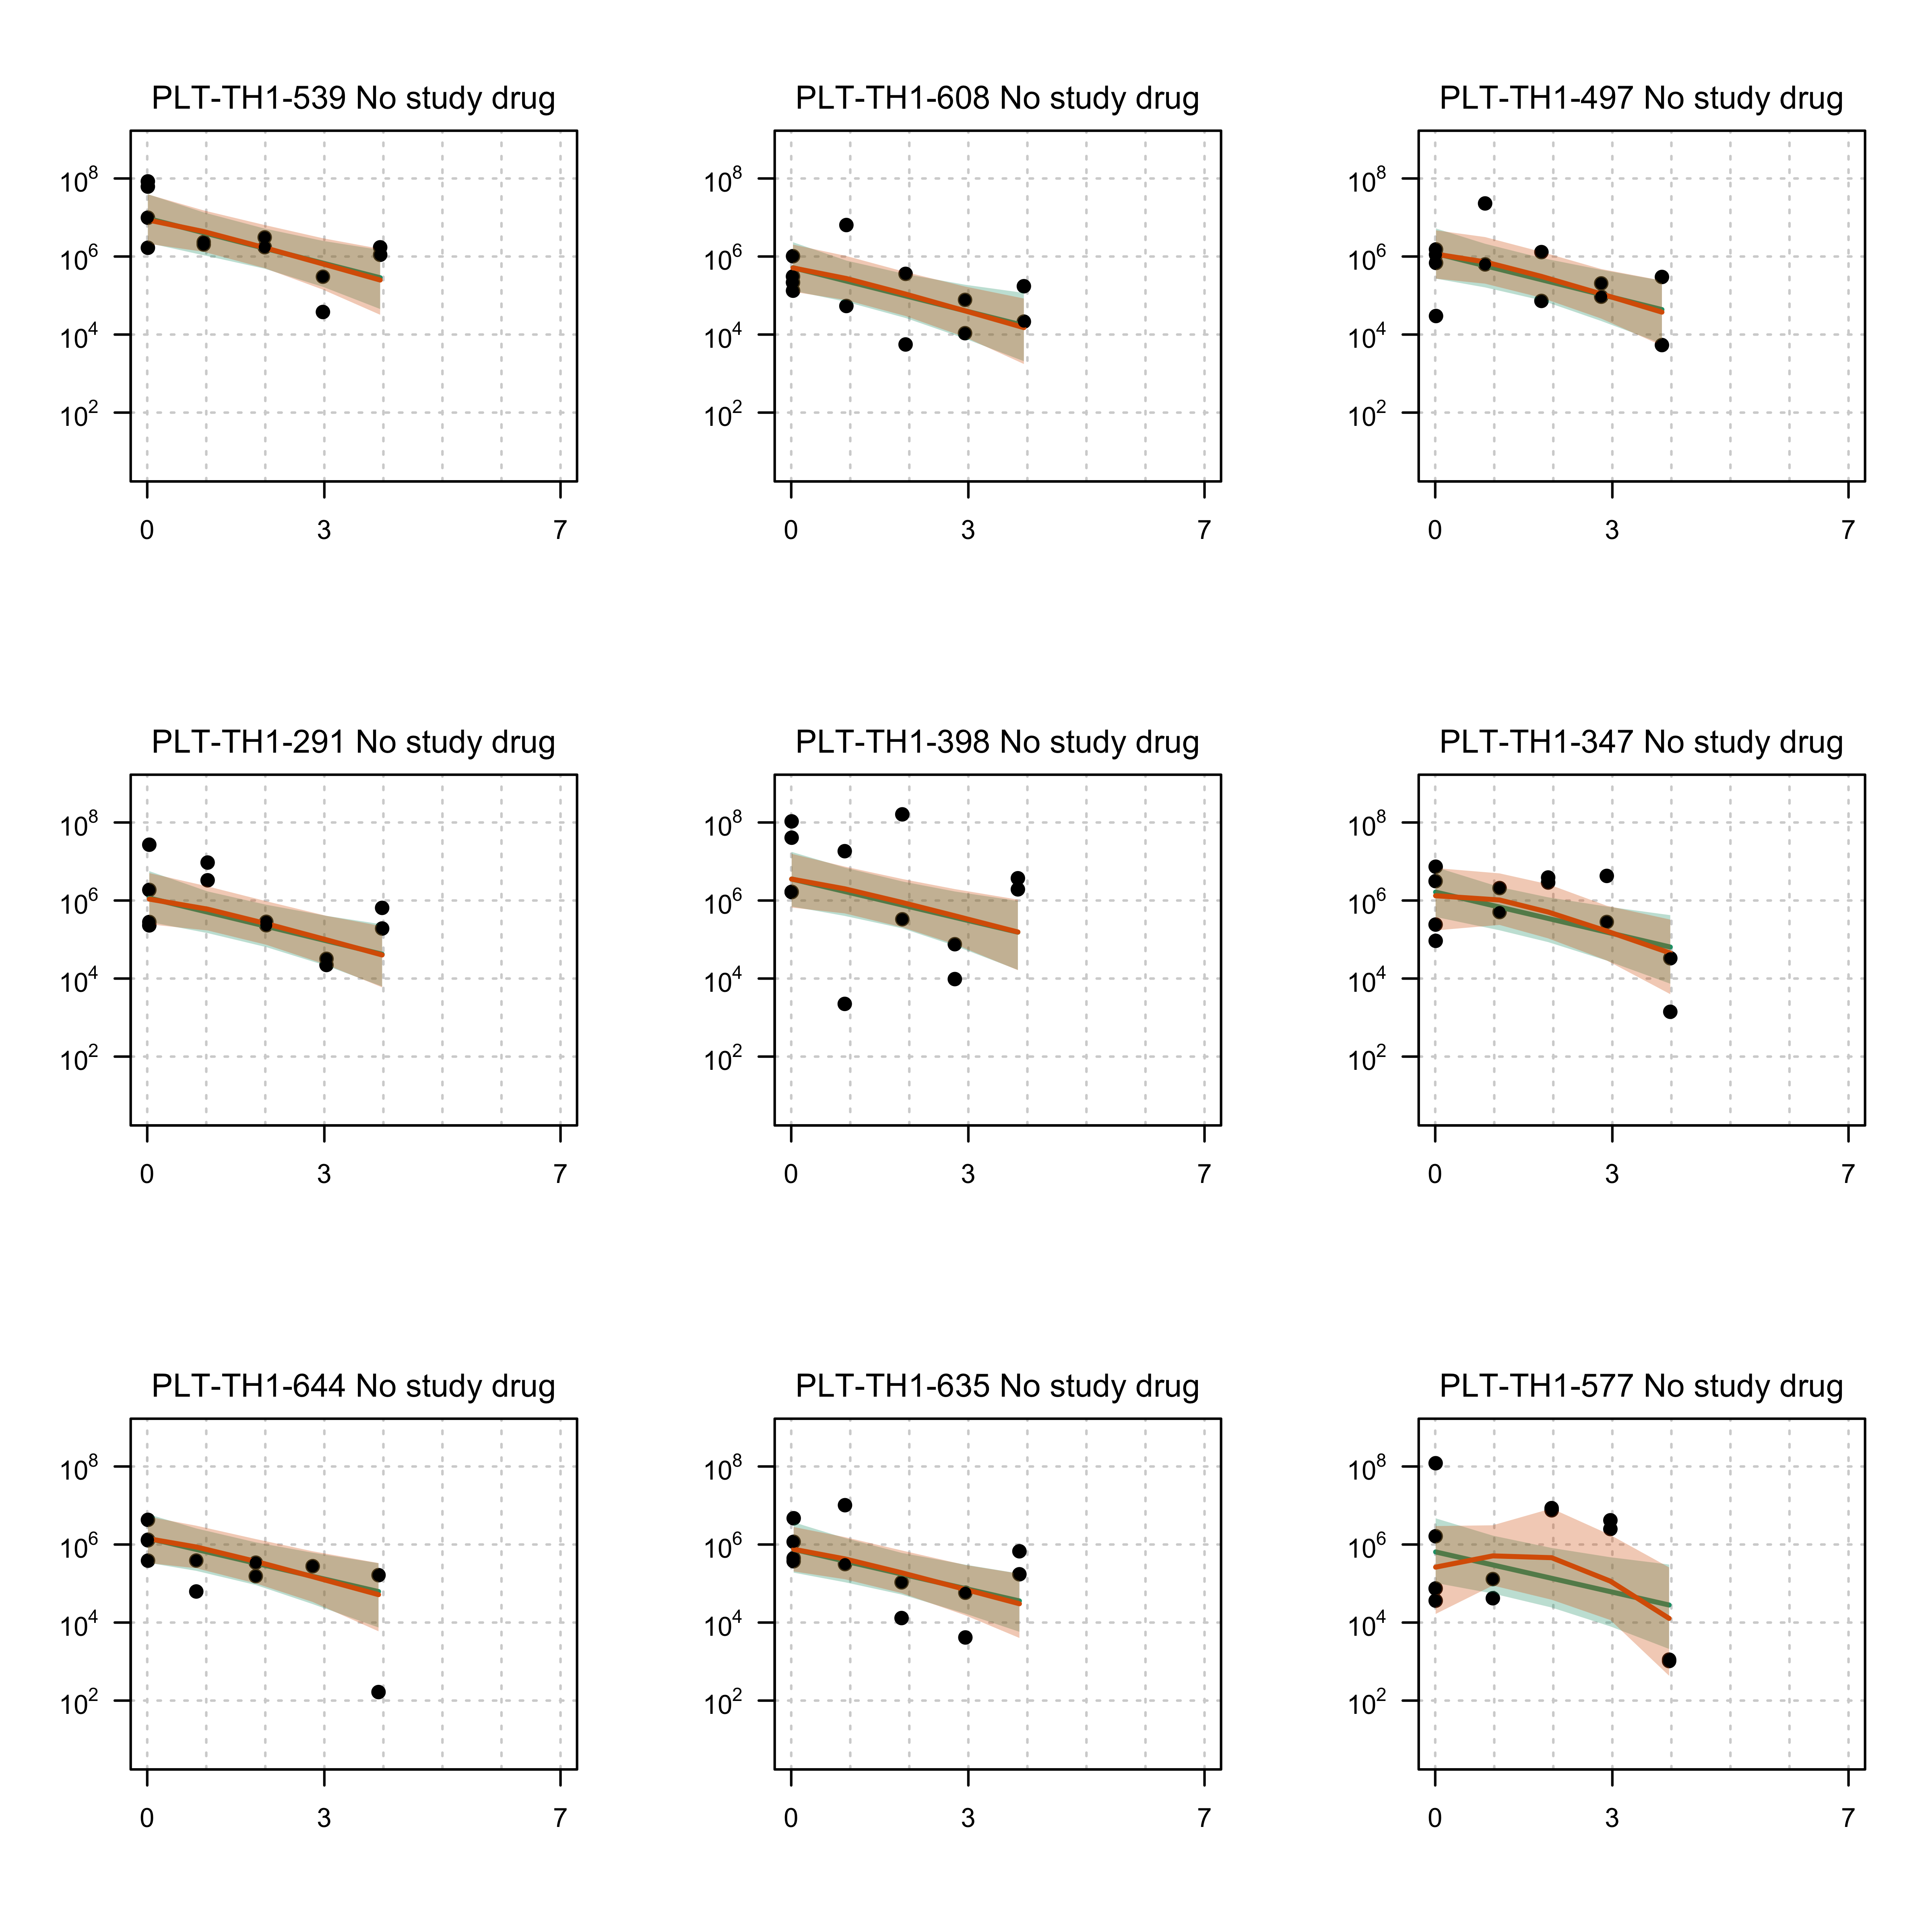 PLT-TH1-539 No study drug
10^8
10^6
10^4
10^2
0 3 7
PLT-TH1-608 No study drug
10^8
10^6
10^4
10^2
0 3 7
PLT-TH1-497 No study drug
10^8
10^6
10^4
10^2
0 3 7
PLT-TH1-291 No study drug
10^8
10^6
10^4
10^2
0 3 7
PLT-TH1-398 No study drug
10^8
10^6
10^4
10^2
0 3 7
PLT-TH1-347 No study drug
10^8
10^6
10^4
10^2
0 3 7
PLT-TH1-644 No study drug
10^8
10^6
10^4
10^2
0 3 7
PLT-TH1-635 No study drug
10^8
10^6
10^4
10^2
0 3 7
PLT-TH1-577 No study drug
10^8
10^6
10^4
10^2
0 3 7